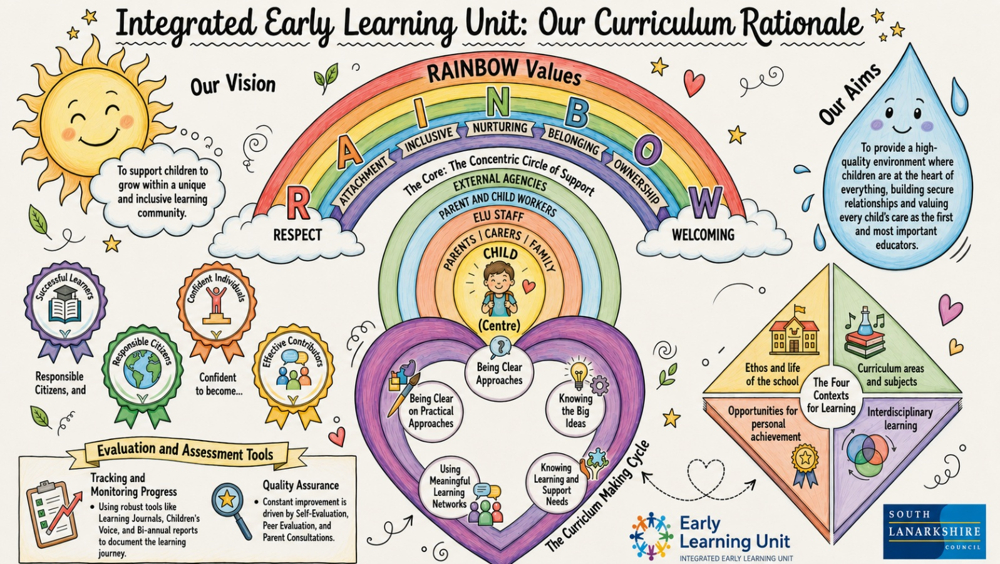 Integrated Early Learning Unit: Our Curriculum Rationale
Our Vision
To support children to
grow within a unique
and inclusive learning
community.
RAINBOW Values
R
A
I
N
B
O
W
RESPECT
ATTACHMENT
INCLUSIVE
NURTURING
BELONGING
OWNERSHIP
WELCOMING
The Core: The Concentric Circle of Support
EXTERNAL AGENCIES
PARENT AND CHILD WORKERS
ELU STAFF
PARENTS | CARERS | FAMILY
CHILD
(Centre)
Our Aims
To provide a high-
quality environment where
children are at the heart of
everything, building secure
relationships and valuing
every child's care as the first
and most important
educators.
Successful Learners
Confident Individuals
Responsible Citizens
Effective Contributors
Responsible
Citizens, and
Confident
to become...
?
Being Clear
Approaches
Being Clear
on Practical
Approaches
Knowing
the Big
Ideas
Using
Meaningful
Learning
Networks
Knowing
Learning and
Support
Needs
The Curriculum Making Cycle
Ethos and life
of the school
Curriculum areas
and subjects
The Four
Contexts
for Learning
Opportunities for
personal
achievement
Interdisciplinary
learning
Evaluation and Assessment Tools
Tracking and
Monitoring Progress
• Using robust tools like
Learning Journals, Children's
Voice, and Bi-annual reports
to document the learning
journey.
Quality Assurance
• Constant improvement is
driven by Self-Evaluation,
Peer Evaluation, and
Parent Consultations.
Early
Learning Unit
INTEGRATED EARLY LEARNING UNIT
SOUTH
LANARKSHIRE
COUNCIL